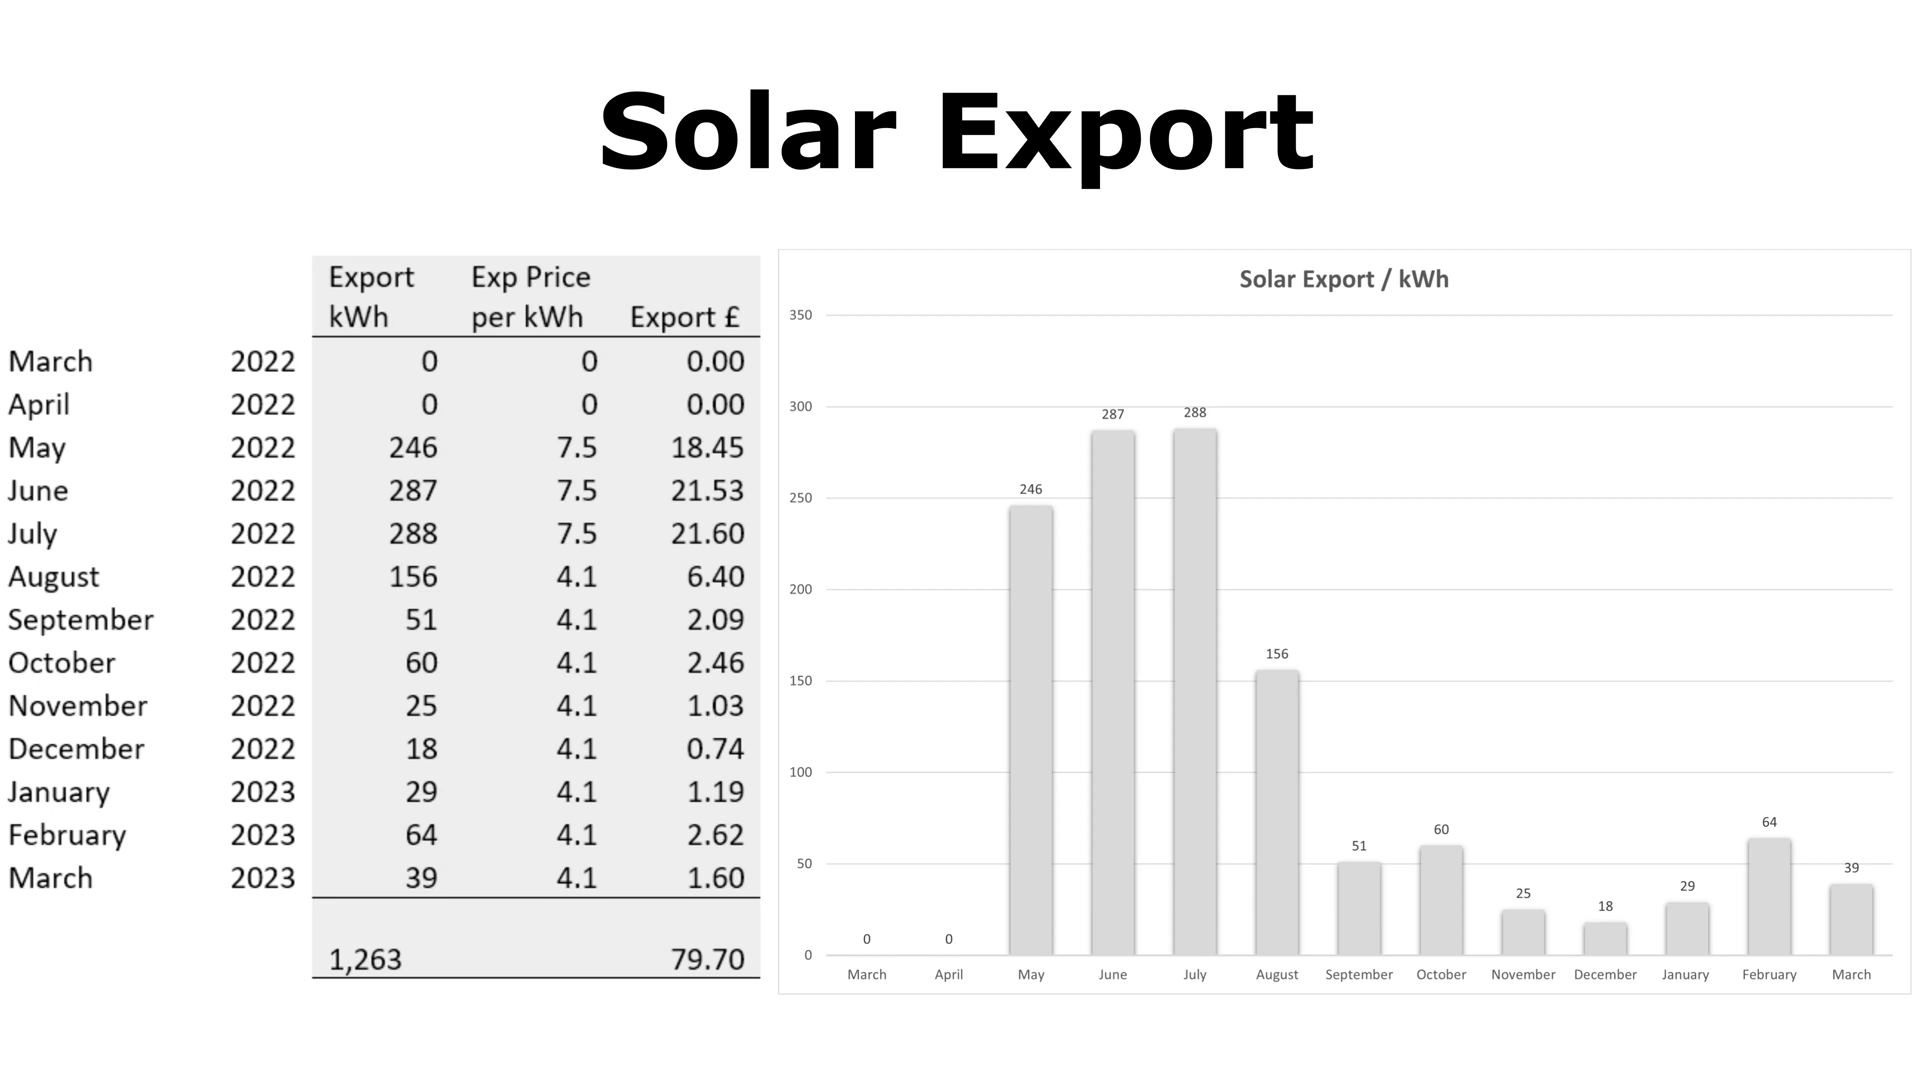 Solar Export
Export Exp Price
kWh per kWh Export £
March 2022 0 0 0.00
April 2022 0 0 0.00
May 2022 246 7.5 18.45
June 2022 287 7.5 21.53
July 2022 288 7.5 21.60
August 2022 156 4.1 6.40
September 2022 51 4.1 2.09
October 2022 60 4.1 2.46
November 2022 25 4.1 1.03
December 2022 18 4.1 0.74
January 2023 29 4.1 1.19
February 2023 64 4.1 2.62
March 2023 39 4.1 1.60
1,263 79.70
Solar Export / kWh
350
300
250
200
150
100
50
0
0 0 246 287 288 156 51 60 25 18 29 64 39
March April May June July August September October November December January February March